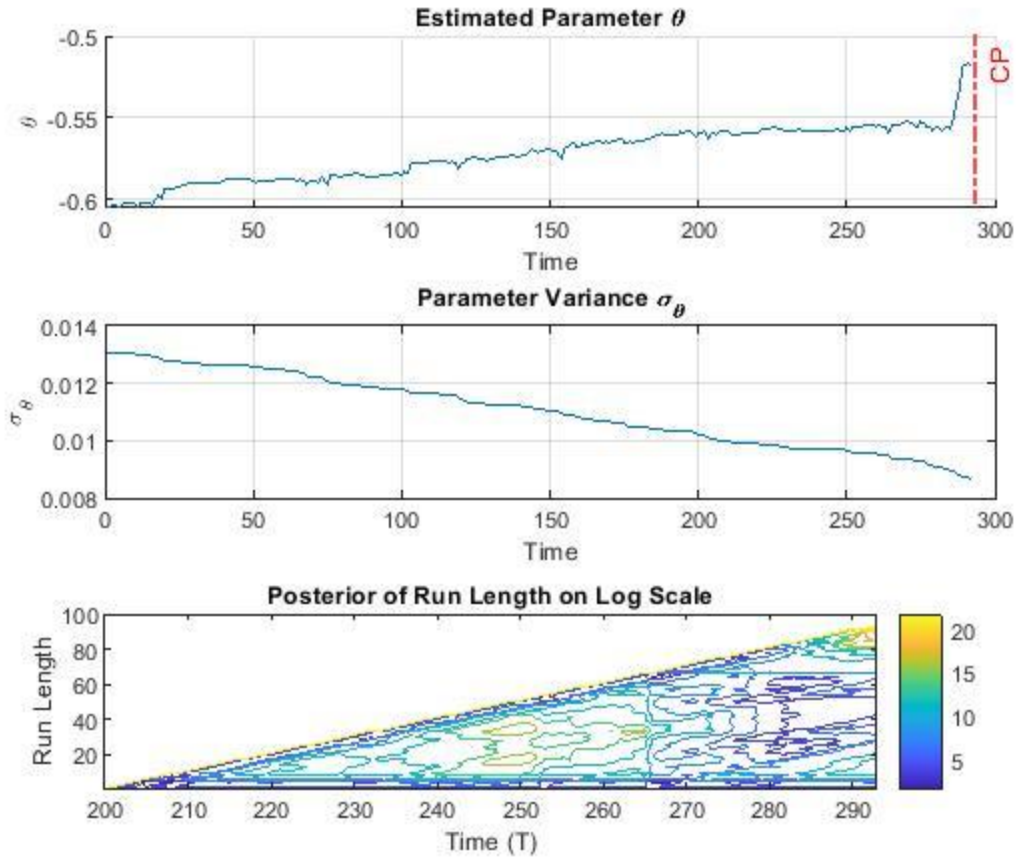 Estimated Parameter θ
-0.5
-0.55
-0.6
θ
CP
0 50 100 150 200 250 300
Time
Parameter Variance σθ
0.014
0.012
0.01
0.008
σθ
0 50 100 150 200 250 300
Time
Posterior of Run Length on Log Scale
100
80
60
40
20
Run Length
20
15
10
5
200 210 220 230 240 250 260 270 280 290
Time (T)